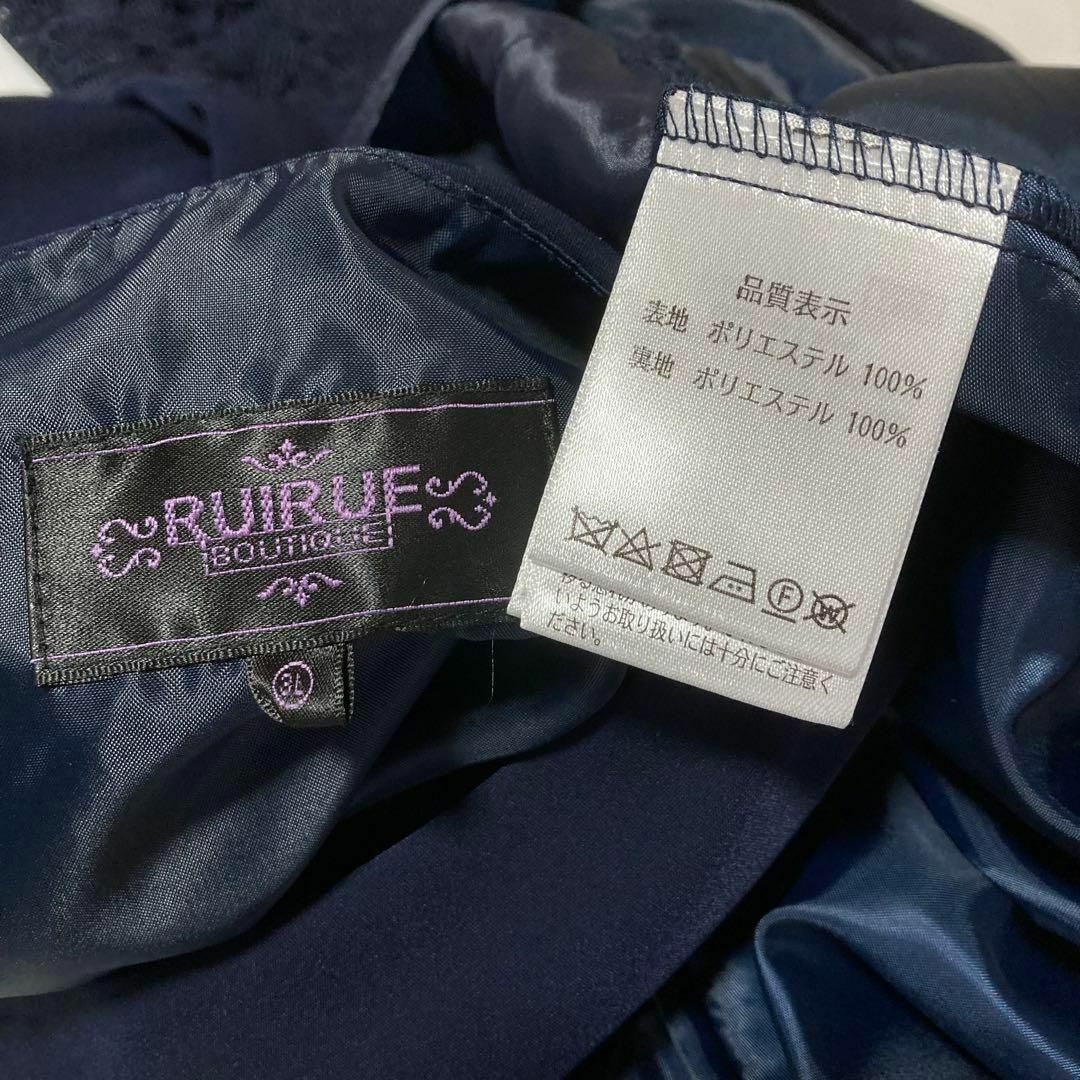 RUIRUE
BOUTIQUE
3L
品質表示
表地 ポリエステル 100%
裏地 ポリエステル 100%
F
W
いようお取り扱いには十分にご注意く
ださい。